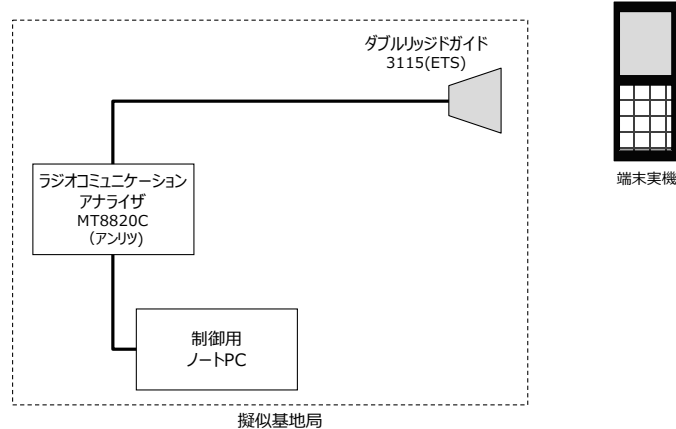 ダブルリッジドガイド
3115(ETS)
ラジオコミュニケーション
アナライザ
MT8820C
(アンリツ)
端末実機
制御用
ノートPC
擬似基地局